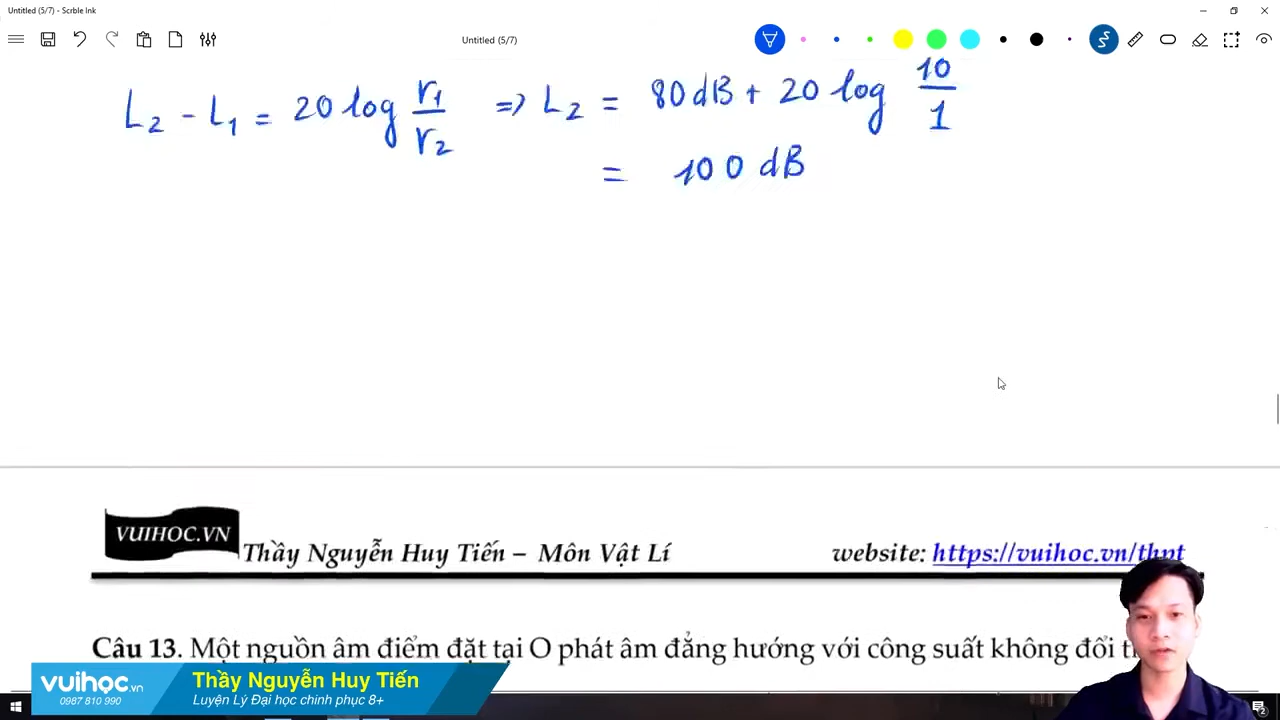 Untitled (5/7) - Scrble Ink
Untitled (5/7)
L₂ - L₁ = 20 log r₁/r₂ => L₂ = 80 dB + 20 log 10/1
= 100 dB
VUIHOC.VN
Thầy Nguyễn Huy Tiến – Môn Vật Lí website: https://vuihoc.vn/thpt
Câu 13. Một nguồn âm điểm đặt tại O phát âm đẳng hướng với công suất không đổi
vuihọc.vn
0987 810 990
Thầy Nguyễn Huy Tiến
Luyện Lý Đại học chinh phục 8+
2